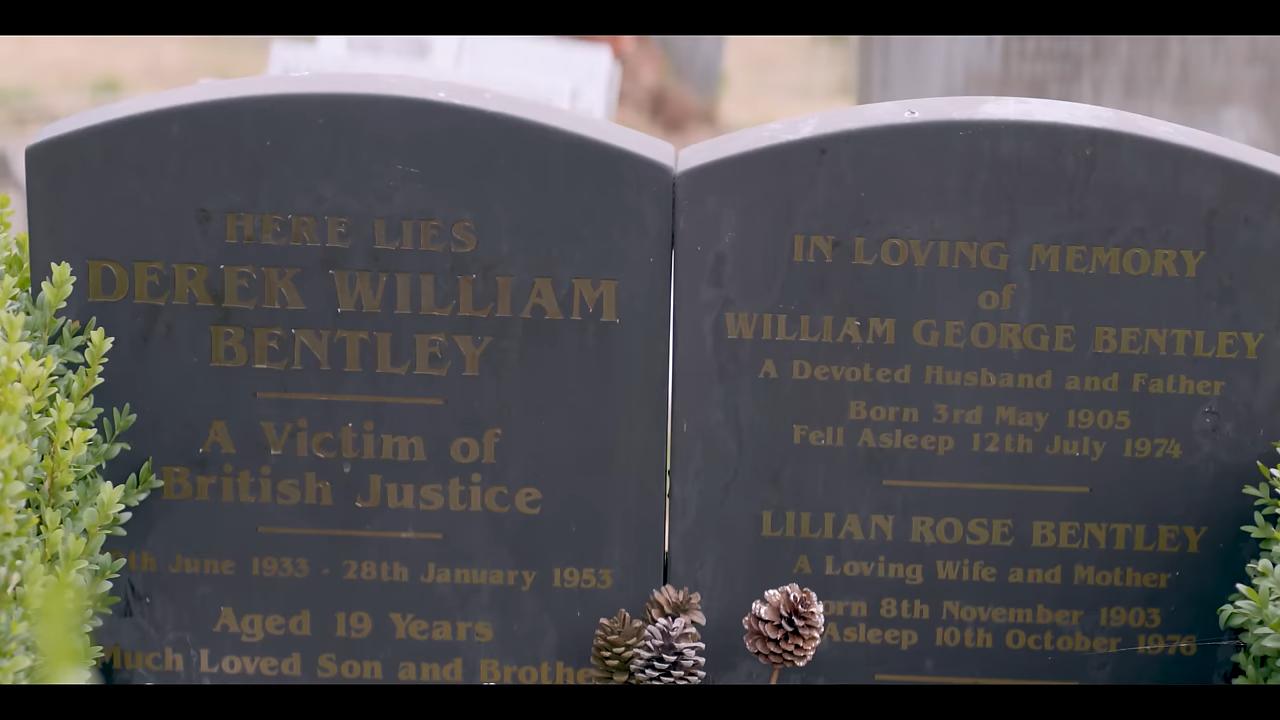 HERE LIES
DEREK WILLIAM
BENTLEY
A Victim of
British Justice
June 1933 - 28th January 1953
Aged 19 Years
Much Loved Son and
IN LOVING MEMORY
of
WILLIAM GEORGE BENTLEY
A Devoted Husband and Father
Born 3rd May 1905
Fell Asleep 12th July 1974
LILIAN ROSE BENTLEY
A Loving Wife and Mother
8th November 1903
Asleep 10th October 1976